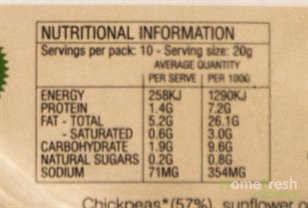 NUTRITIONAL INFORMATION
Servings per pack: 10 - Serving size: 20g
AVERAGE QUANTITY
PER SERVE PER 100G
ENERGY 258KJ 1290KJ
PROTEIN 1.4G 7.2G
FAT - TOTAL 5.2G 26.1G
- SATURATED 0.6G 3.0G
CARBOHYDRATE 1.9G 9.6G
NATURAL SUGARS 0.2G 0.8G
SODIUM 71MG 354MG
Chickpeas*(57%), sunflower